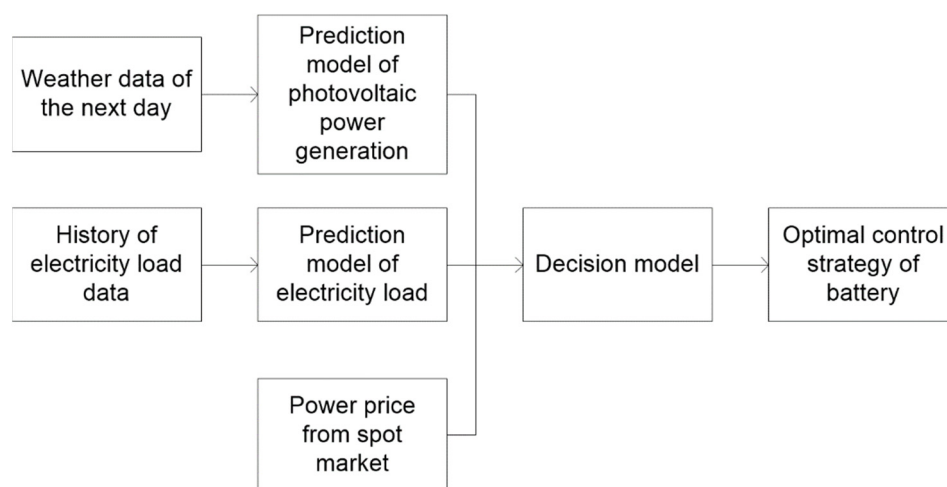 Weather data of
the next day
Prediction
model of
photovoltaic
power
generation
History of
electricity load
data
Prediction
model of
electricity load
Decision model
Optimal control
strategy of
battery
Power price
from spot
market